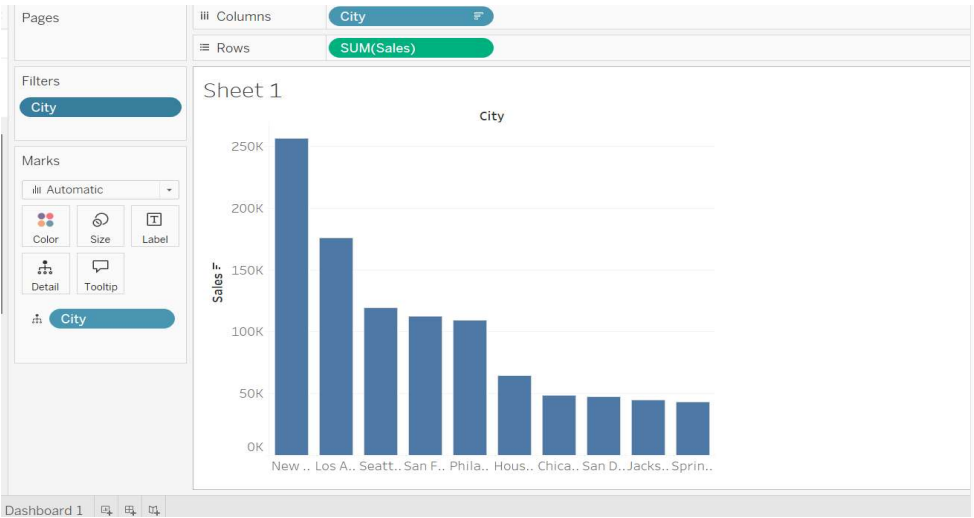 Pages
Columns
City
Rows
SUM(Sales)
Filters
City
Sheet 1
City
Marks
Automatic
Color
Size
Label
Detail
Tooltip
City
Sales
250K
200K
150K
100K
50K
0K
New .. Los A.. Seatt.. San F.. Phila.. Hous.. Chica.. San D.. Jacks.. Sprin..
Dashboard 1